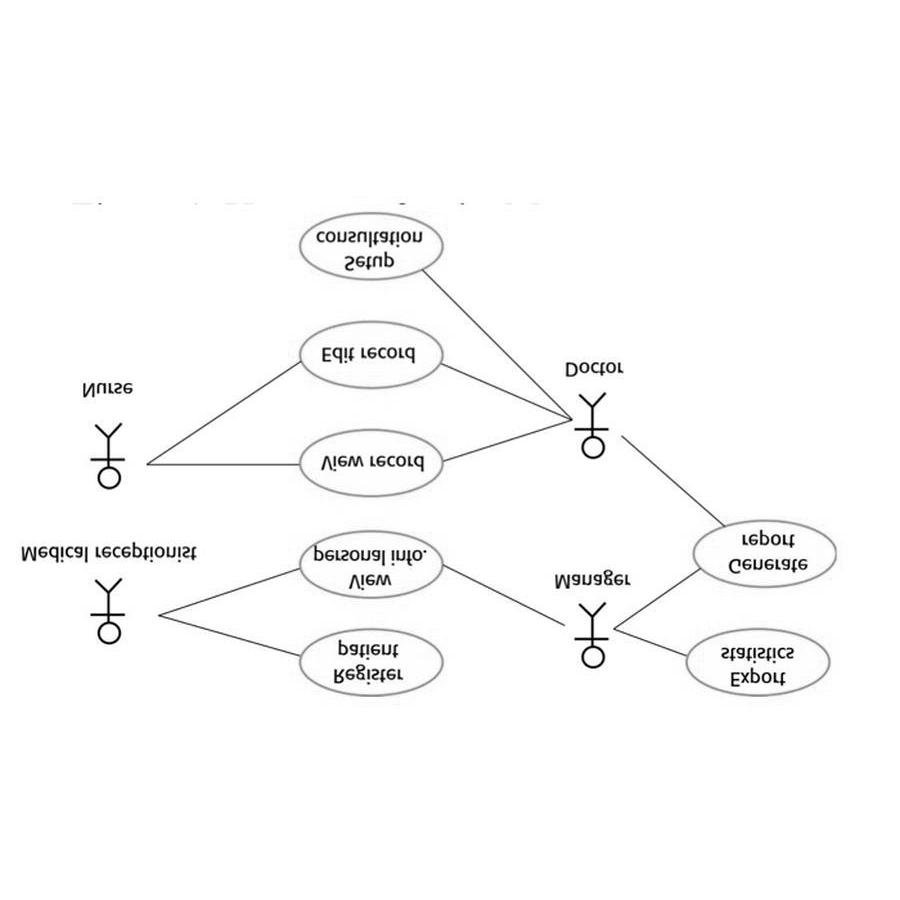 Register
patient
Export
statistics
Manager
View
personal info.
Generate
report
Medical receptionist
View record
Nurse
Doctor
Edit record
Setup
consultation